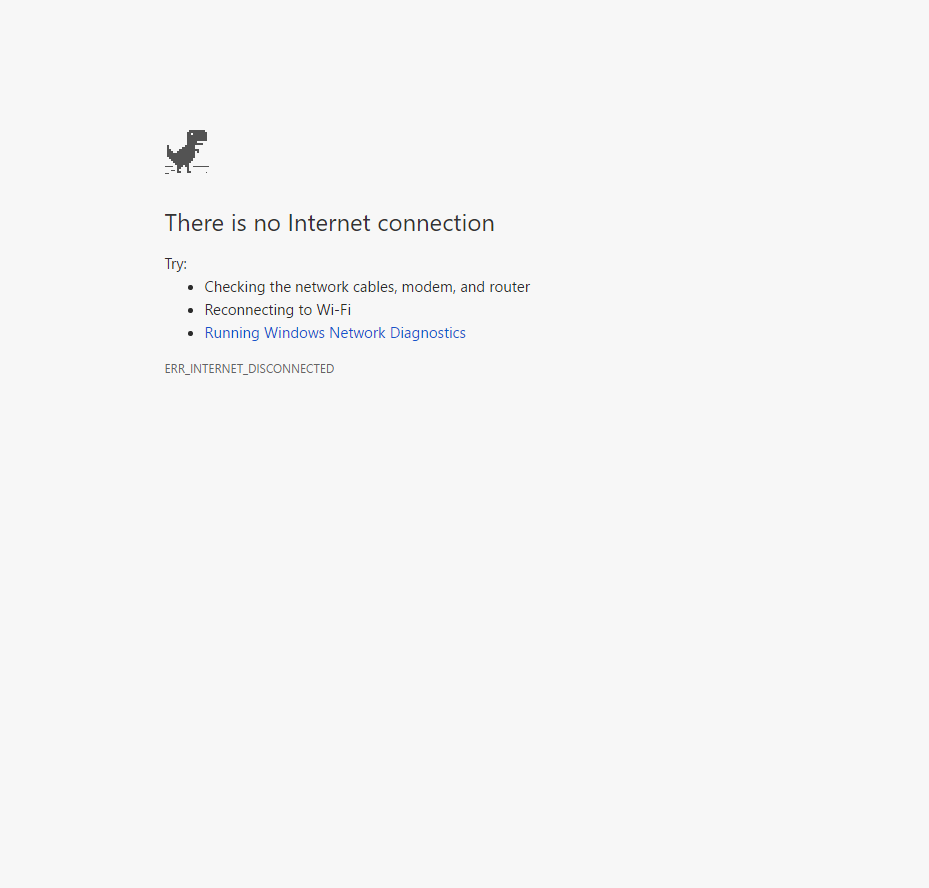 There is no Internet connection
Try:
Checking the network cables, modem, and router
Reconnecting to Wi-Fi
Running Windows Network Diagnostics
ERR_INTERNET_DISCONNECTED